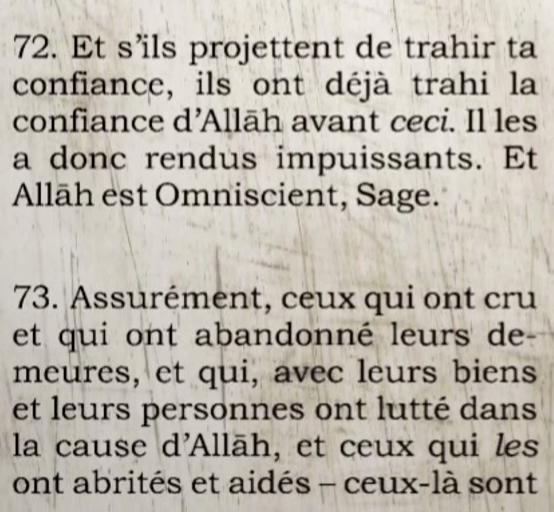 72. Et s'ils projettent de trahir ta
confiance, ils ont déjà trahi la
confiance d'Allāh avant ceci. Il les
a donc rendus impuissants. Et
Allāh est Omniscient, Sage.
73. Assurément, ceux qui ont cru
et qui ont abandonné leurs de-
meures, et qui, avec leurs biens
et leurs personnes ont lutté dans
la cause d'Allāh, et ceux qui les
ont abrités et aidés – ceux-là sont